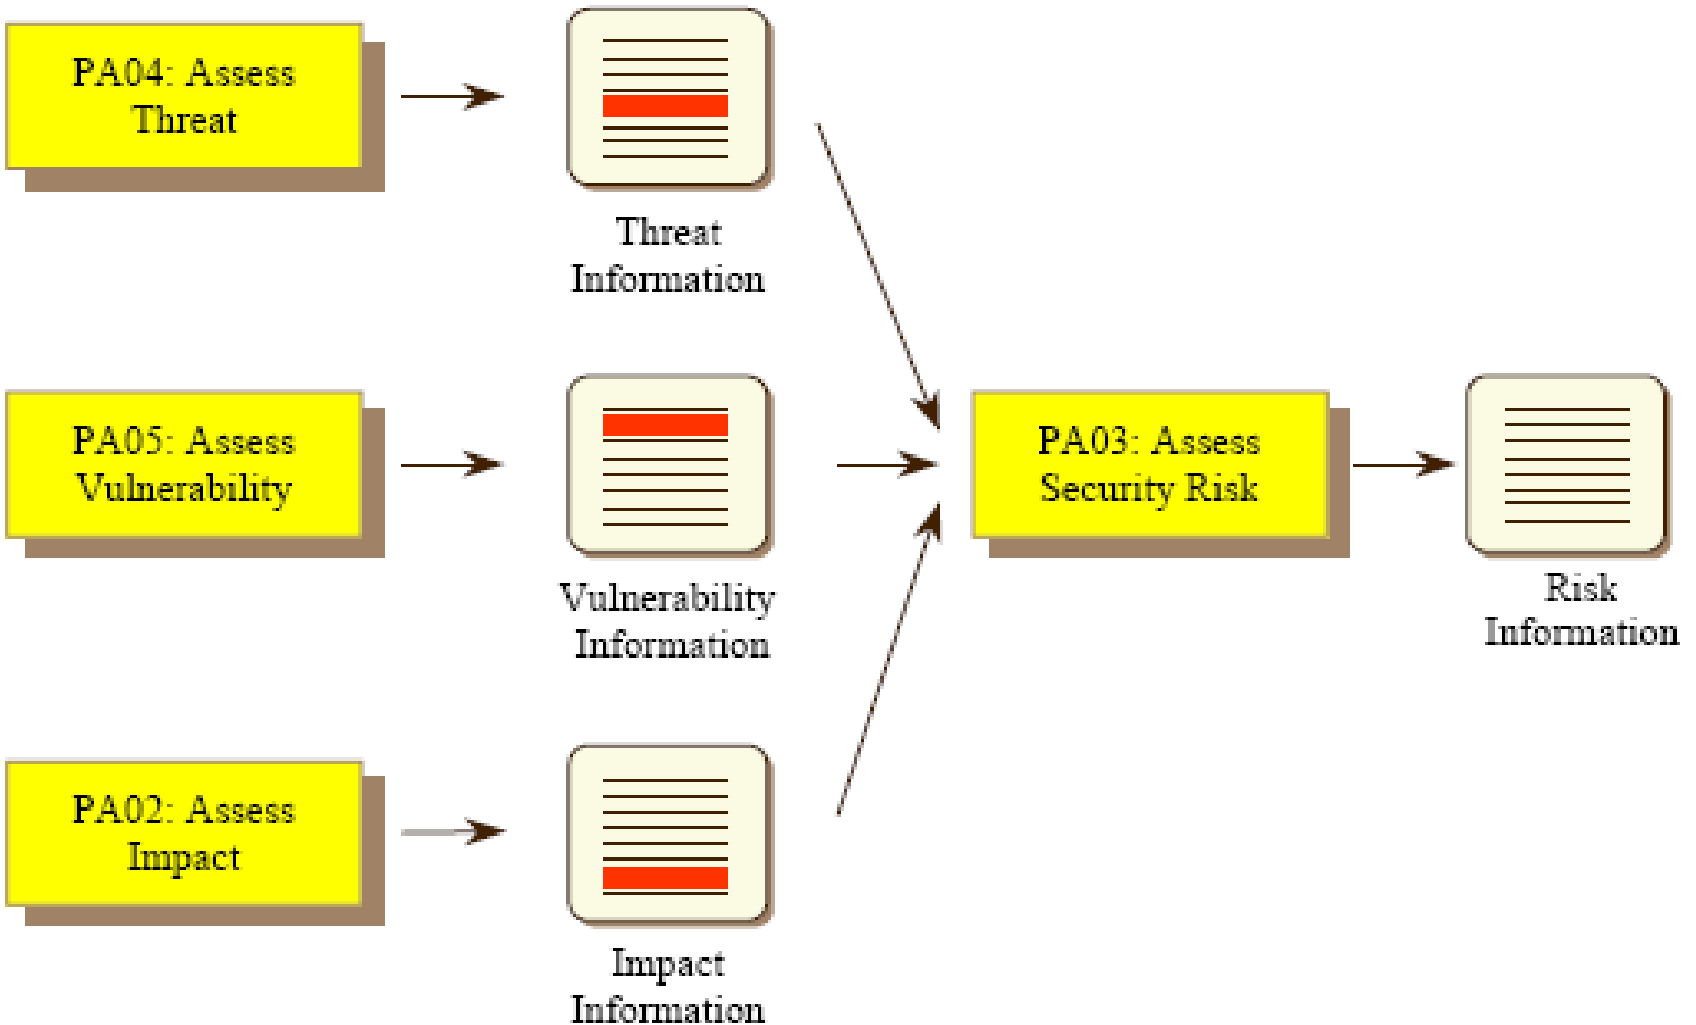 PA04: Assess
Threat
Threat
Information
PA05: Assess
Vulnerability
Vulnerability
Information
PA03: Assess
Security Risk
Risk
Information
PA02: Assess
Impact
Impact
Information